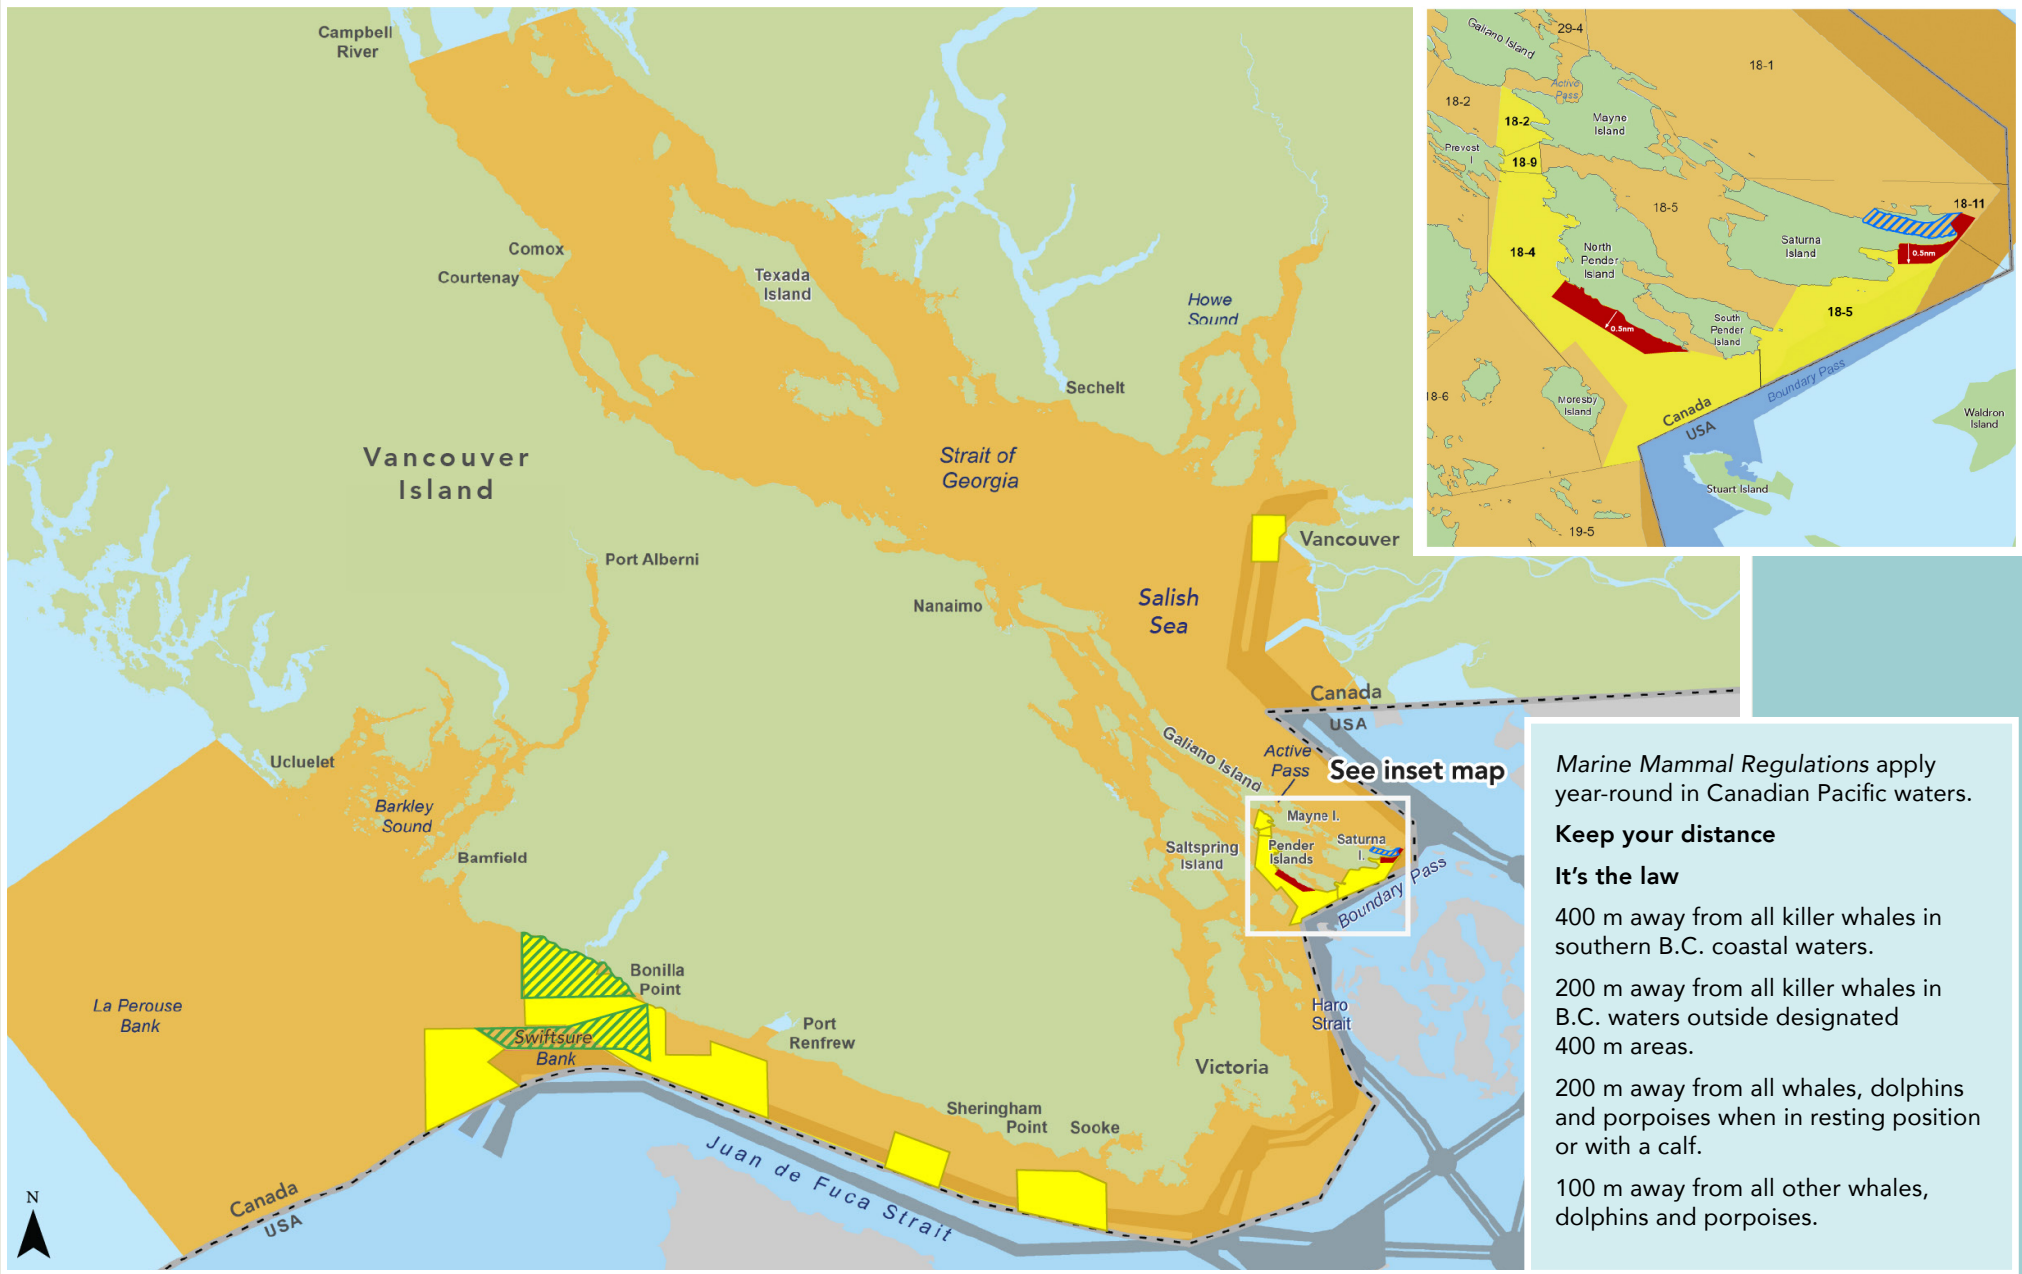 Campbell
River
Comox
Courtenay
Texada
Island
Howe
Sound
Sechelt
Vancouver
Island
Strait of
Georgia
Port Alberni
Vancouver
Nanaimo
Salish
Sea
Canada
USA
Ucluelet
Galiano Island
Active
Pass
See inset map
Barkley
Sound
Mayne I.
Saltspring
Island
Pender
Islands
Saturna
I.
Bamfield
Boundary Pass
Bonilla
Point
La Perouse
Bank
Haro
Strait
Port
Renfrew
Swiftsure
Bank
Victoria
Sheringham
Point
Sooke
Juan de Fuca Strait
Canada
USA
N
Galiano Island
29-4
18-1
Active
Pass
18-2
18-2
Mayne
Island
Prevost
I
18-9
18-5
18-11
18-4
North
Pender
Island
Saturna
Island
0.5nm
0.5nm
South
Pender
Island
18-5
18-6
Moresby
Island
Boundary Pass
Canada
USA
Waldron
Island
Stuart Island
19-5
Marine Mammal Regulations apply
year-round in Canadian Pacific waters.
Keep your distance
It's the law
400 m away from all killer whales in
southern B.C. coastal waters.
200 m away from all killer whales in
B.C. waters outside designated
400 m areas.
200 m away from all whales, dolphins
and porpoises when in resting position
or with a calf.
100 m away from all other whales,
dolphins and porpoises.